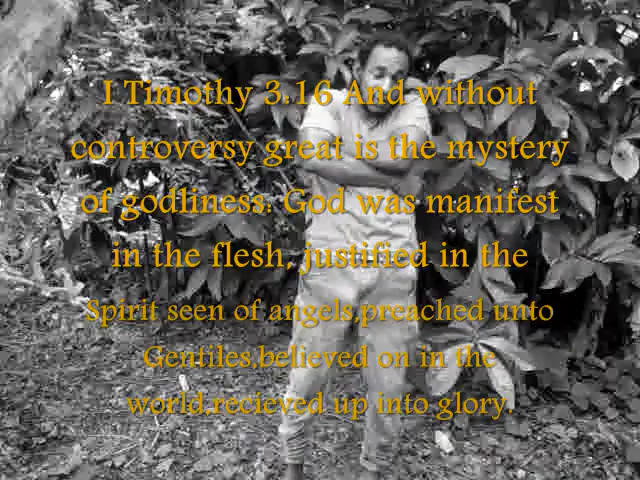 I Timothy 3:16 And without
controversy great is the mystery
of godliness: God was manifest
in the flesh, justified in the
Spirit seen of angels,preached unto
Gentiles,believed on in the
world,recieved up into glory.